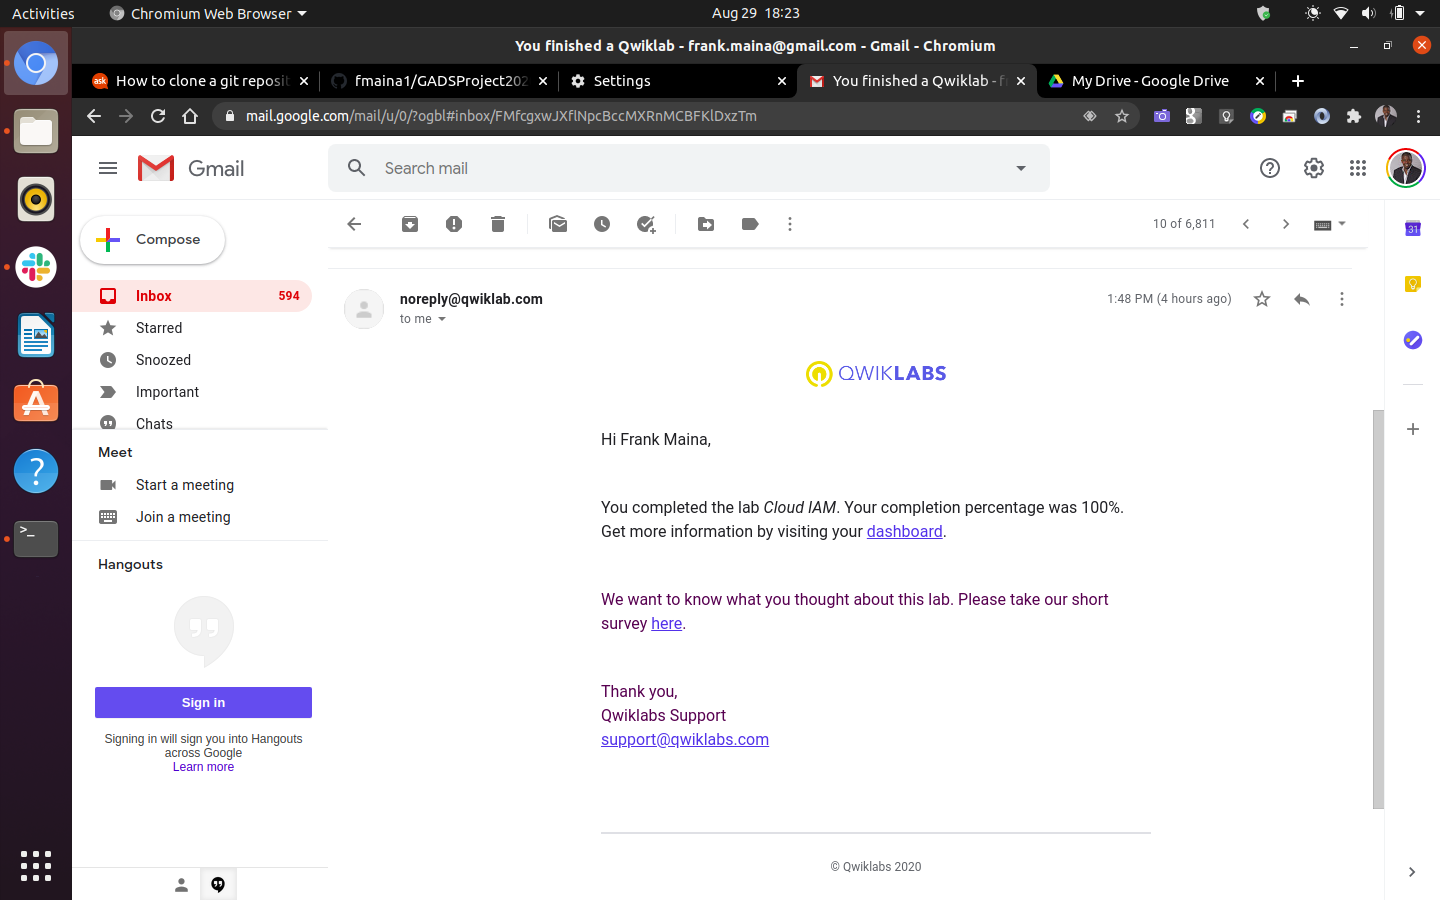 Activities
Chromium Web Browser
Aug 29 18:23
You finished a Qwiklab - frank.maina@gmail.com - Gmail - Chromium
ask
How to clone a git reposit
fmaina1/GADSProject202
Settings
You finished a Qwiklab - f
My Drive - Google Drive
mail.google.com/mail/u/0/?ogbl#inbox/FMfcgxwJXflNpcBccMXRnMCBFKlDxzTm
Gmail
Search mail
Compose
10 of 6,811
31
Inbox 594
Starred
Snoozed
Important
Chats
Meet
Start a meeting
Join a meeting
Hangouts
Sign in
Signing in will sign you into Hangouts
across Google
Learn more
noreply@qwiklab.com
1:48 PM (4 hours ago)
to me
QWIKLABS
Hi Frank Maina,
You completed the lab Cloud IAM. Your completion percentage was 100%.
Get more information by visiting your dashboard.
We want to know what you thought about this lab. Please take our short
survey here.
Thank you,
Qwiklabs Support
support@qwiklabs.com
© Qwiklabs 2020